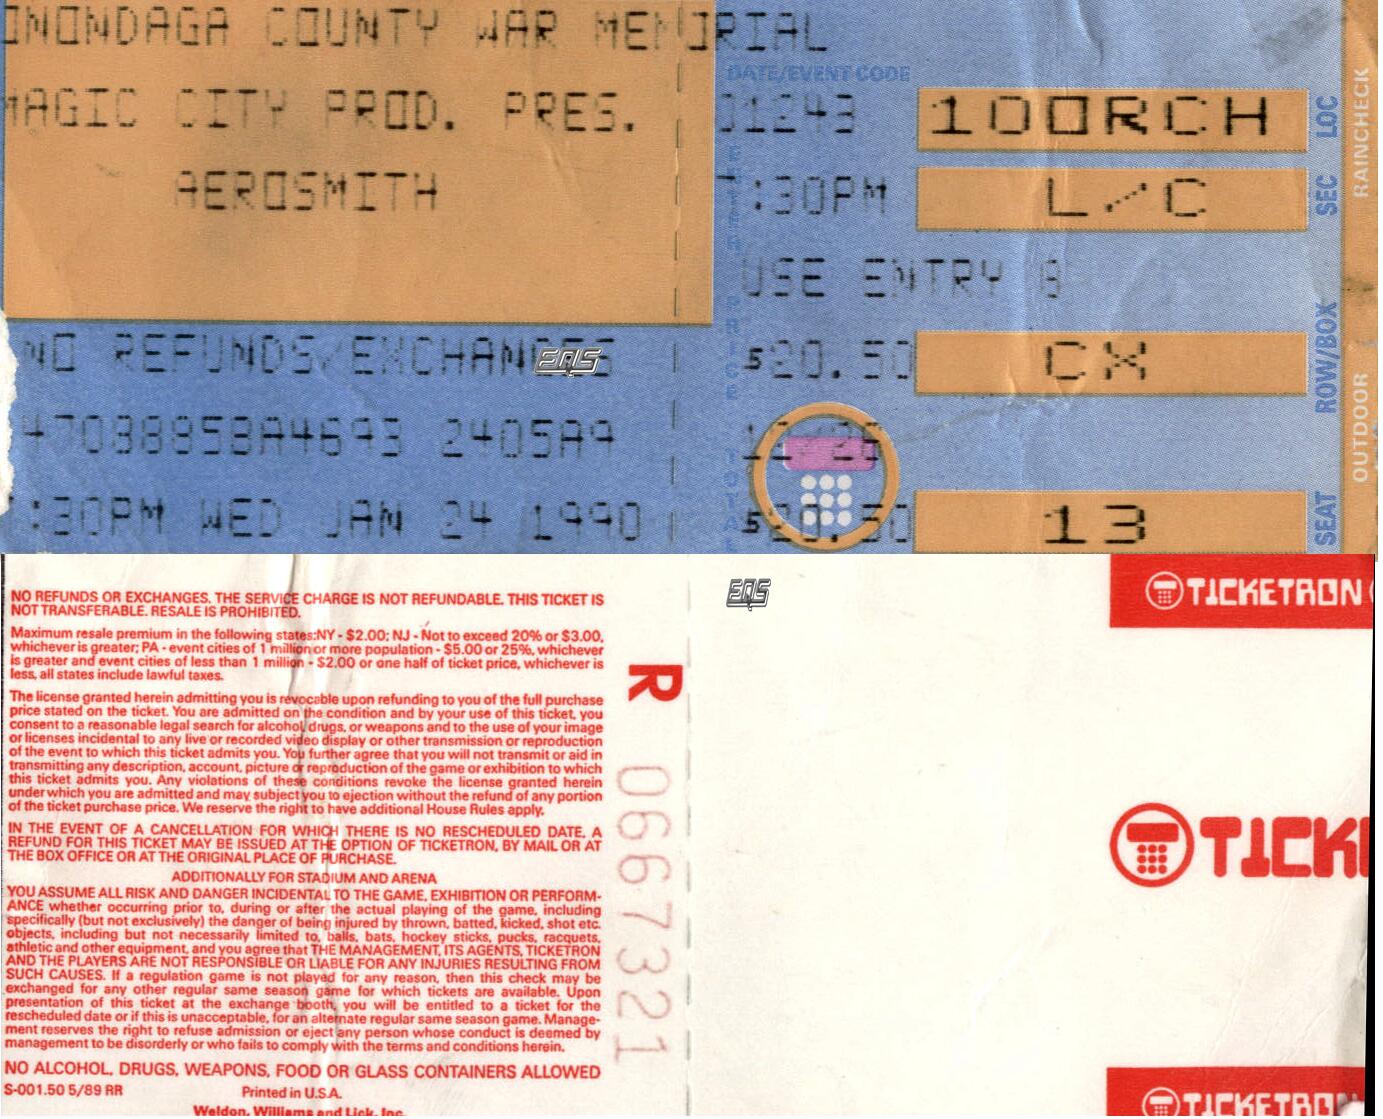 ONONDAGA COUNTY WAR MEMORIAL
DATE/EVENT CODE
MAGIC CITY PROD. PRES.
01243
100RCH
LOC
RAINCHECK
AEROSMITH
:30PM
L/C
SEC
USE ENTRY 8
NO REFUNDS/EXCHANGES
EQS
$20.50
CX
ROW/BOX
OUTDOOR
4703885BA4693 2405A9
:30PM WED JAN 24 1990
$20.50
13
SEAT
NO REFUNDS OR EXCHANGES. THE SERVICE CHARGE IS NOT REFUNDABLE. THIS TICKET IS
NOT TRANSFERABLE. RESALE IS PROHIBITED.
Maximum resale premium in the following states:NY - $2.00; NJ - Not to exceed 20% or $3.00,
whichever is greater; PA - event cities of 1 million or more population - $5.00 or 25%, whichever
is greater and event cities of less than 1 million - $2.00 or one half of ticket price, whichever is
less, all states include lawful taxes.
The license granted herein admitting you is revocable upon refunding to you of the full purchase
price stated on the ticket. You are admitted on the condition and by your use of this ticket, you
consent to a reasonable legal search for alcohol, drugs, or weapons and to the use of your image
or licenses incidental to any live or recorded video display or other transmission or reproduction
of the event to which this ticket admits you. You further agree that you will not transmit or aid in
transmitting any description, account, picture or reproduction of the game or exhibition to which
this ticket admits you. Any violations of these conditions revoke the license granted herein
under which you are admitted and may subject you to ejection without the refund of any portion
of the ticket purchase price. We reserve the right to have additional House Rules apply.
IN THE EVENT OF A CANCELLATION FOR WHICH THERE IS NO RESCHEDULED DATE, A
REFUND FOR THIS TICKET MAY BE ISSUED AT THE OPTION OF TICKETRON, BY MAIL OR AT
THE BOX OFFICE OR AT THE ORIGINAL PLACE OF PURCHASE.
ADDITIONALLY FOR STADIUM AND ARENA
YOU ASSUME ALL RISK AND DANGER INCIDENTAL TO THE GAME, EXHIBITION OR PERFORM-
ANCE whether occurring prior to, during or after the actual playing of the game, including
specifically (but not exclusively) the danger of being injured by thrown, batted, kicked, shot etc.
objects, including but not necessarily limited to, balls, bats, hockey sticks, pucks, racquets,
athletic and other equipment, and you agree that THE MANAGEMENT, ITS AGENTS, TICKETRON
AND THE PLAYERS ARE NOT RESPONSIBLE OR LIABLE FOR ANY INJURIES RESULTING FROM
SUCH CAUSES. If a regulation game is not played for any reason, then this check may be
exchanged for any other regular same season game for which tickets are available. Upon
presentation of this ticket at the exchange booth, you will be entitled to a ticket for the
rescheduled date or if this is unacceptable, for an alternate regular same season game. Manage-
ment reserves the right to refuse admission or eject any person whose conduct is deemed by
management to be disorderly or who fails to comply with the terms and conditions herein.
NO ALCOHOL, DRUGS, WEAPONS, FOOD OR GLASS CONTAINERS ALLOWED
S-001.50 5/89 RR
Printed in U.S.A.
Weldon, Williams and Lick, Inc.
R 0667321
EQS
TICKETRON
TICK
TICKETRON